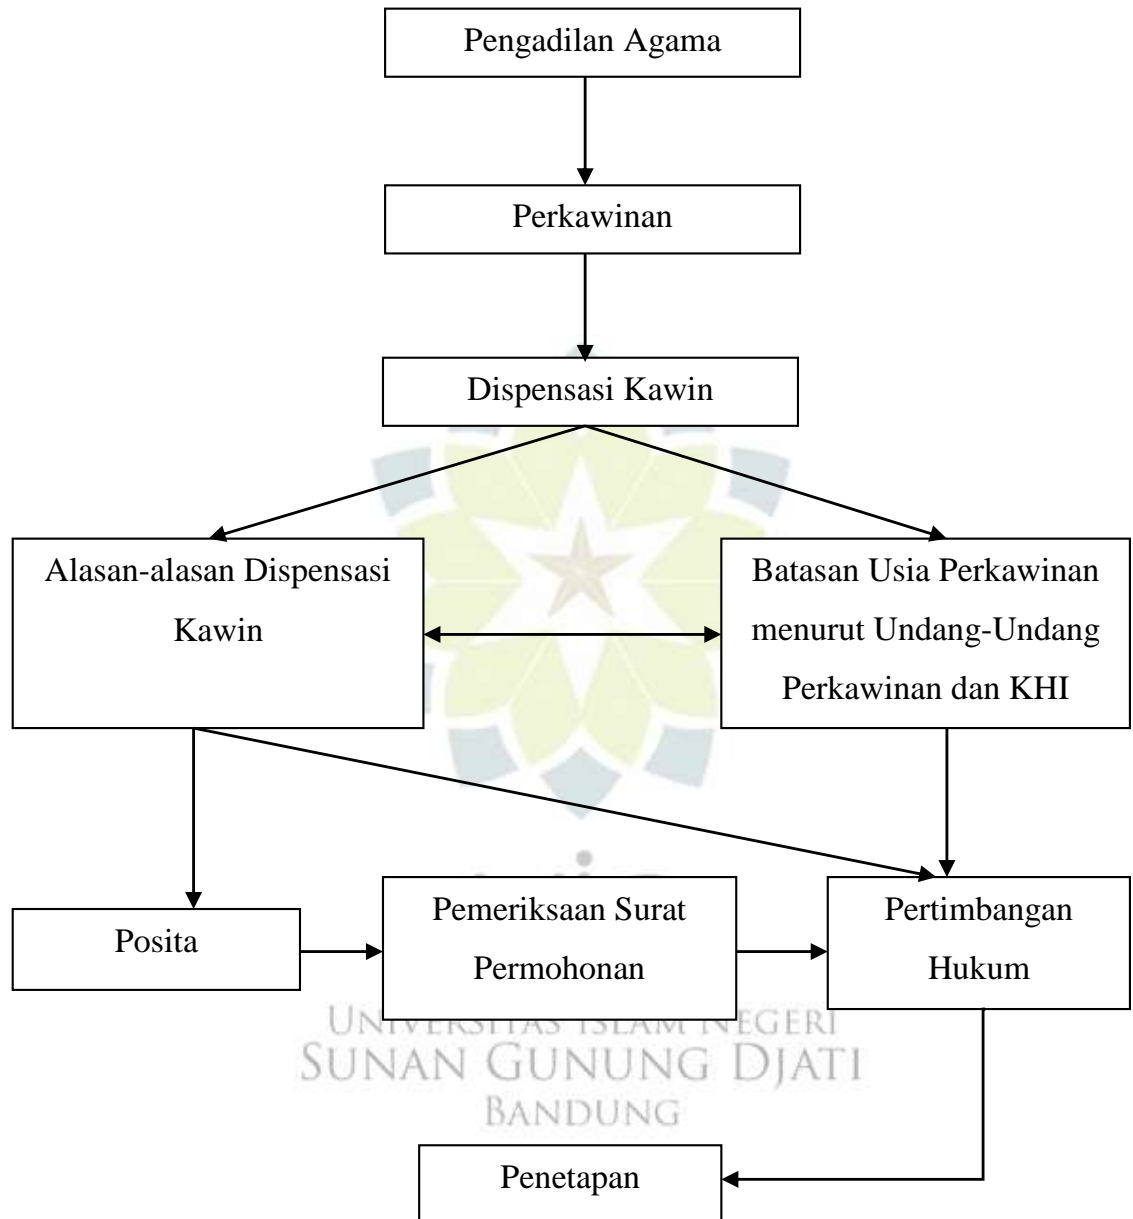 Pengadilan Agama
Perkawinan
Dispensasi Kawin
Alasan-alasan Dispensasi
Kawin
Batasan Usia Perkawinan
menurut Undang-Undang
Perkawinan dan KHI
Posita
Pemeriksaan Surat
Permohonan
Pertimbangan
Hukum
UNIVERSITAS ISLAM NEGERI
SUNAN GUNUNG DJATI
BANDUNG
Penetapan